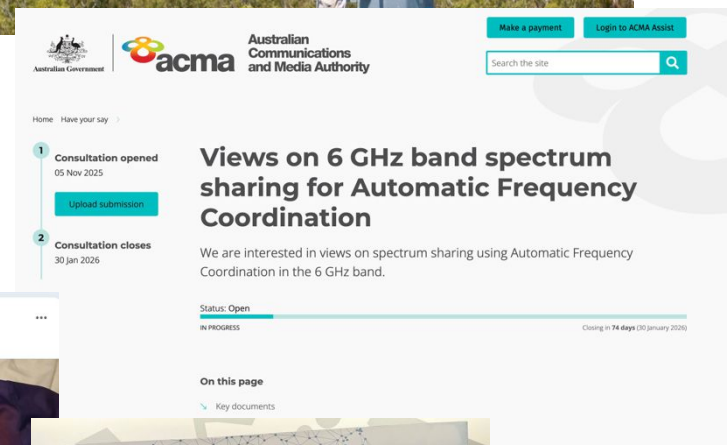 Make a payment
Login to ACMA Assist
Australian Government
acma
Australian
Communications
and Media Authority
Search the site
Home Have your say
1
Consultation opened
05 Nov 2025
Upload submission
2
Consultation closes
30 Jan 2026
Views on 6 GHz band spectrum
sharing for Automatic Frequency
Coordination
We are interested in views on spectrum sharing using Automatic Frequency
Coordination in the 6 GHz band.
Status: Open
IN PROGRESS
Closing in 74 days (30 January 2026)
On this page
Key documents